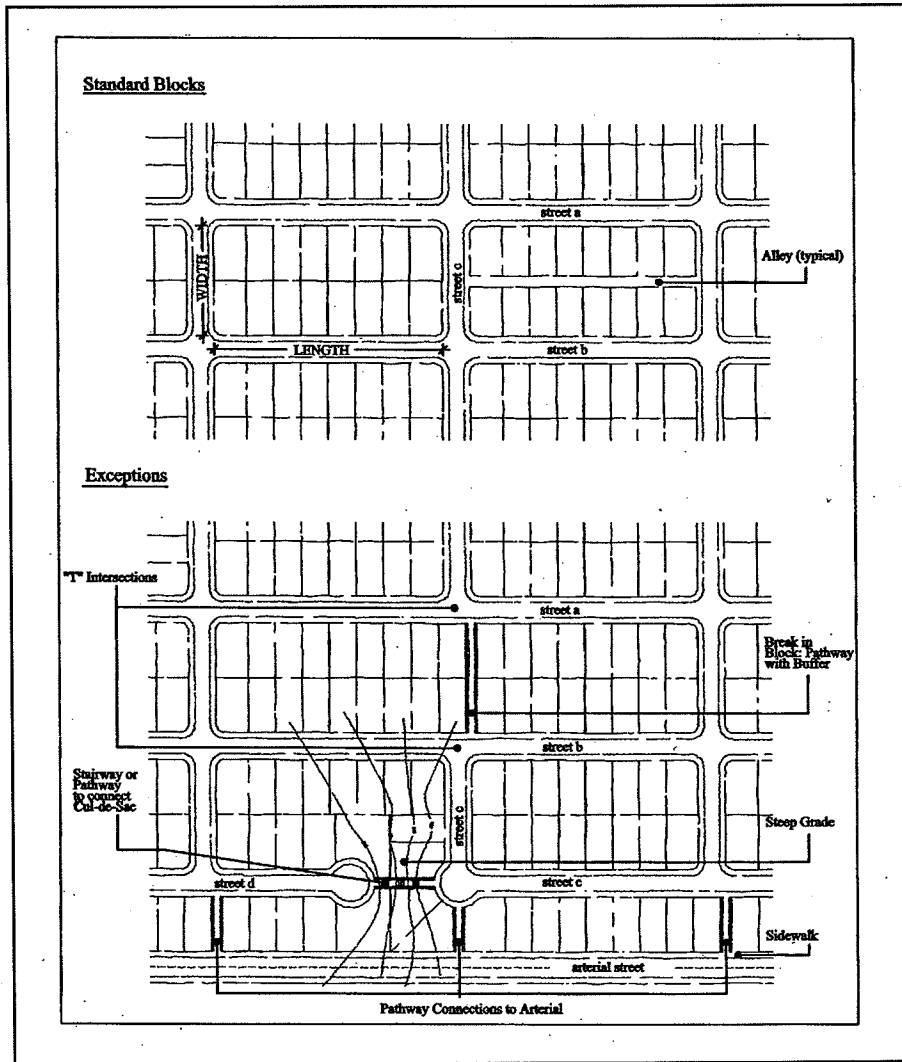 Standard Blocks
street a
Alley (typical)
WIDTH
street c
LENGTH
street b
Exceptions
"T" Intersections
street a
Break in
Block: Pathway
with Buffer
street b
Stairway or
Pathway
to connect
Cul-de-Sac
street c
Steep Grade
street d
street c
Sidewalk
arterial street
Pathway Connections to Arterial